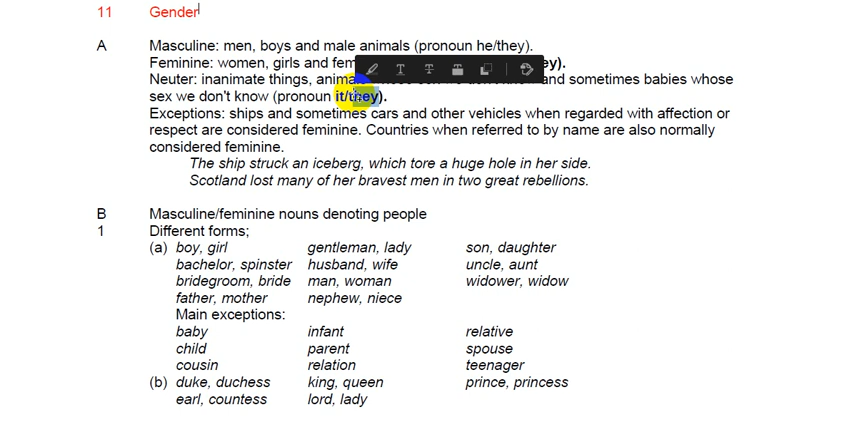 11 Gender
A Masculine: men, boys and male animals (pronoun he/they).
Feminine: women, girls and fem ey).
Neuter: inanimate things, and sometimes babies whose
sex we don't know (pronoun it/they).
Exceptions: ships and sometimes cars and other vehicles when regarded with affection or
respect are considered feminine. Countries when referred to by name are also normally
considered feminine.
The ship struck an iceberg, which tore a huge hole in her side.
Scotland lost many of her bravest men in two great rebellions.
B Masculine/feminine nouns denoting people
1 Different forms;
(a) boy, girl gentleman, lady son, daughter
bachelor, spinster husband, wife uncle, aunt
bridegroom, bride man, woman widower, widow
father, mother nephew, niece
Main exceptions:
baby infant relative
child parent spouse
cousin relation teenager
(b) duke, duchess king, queen prince, princess
earl, countess lord, lady